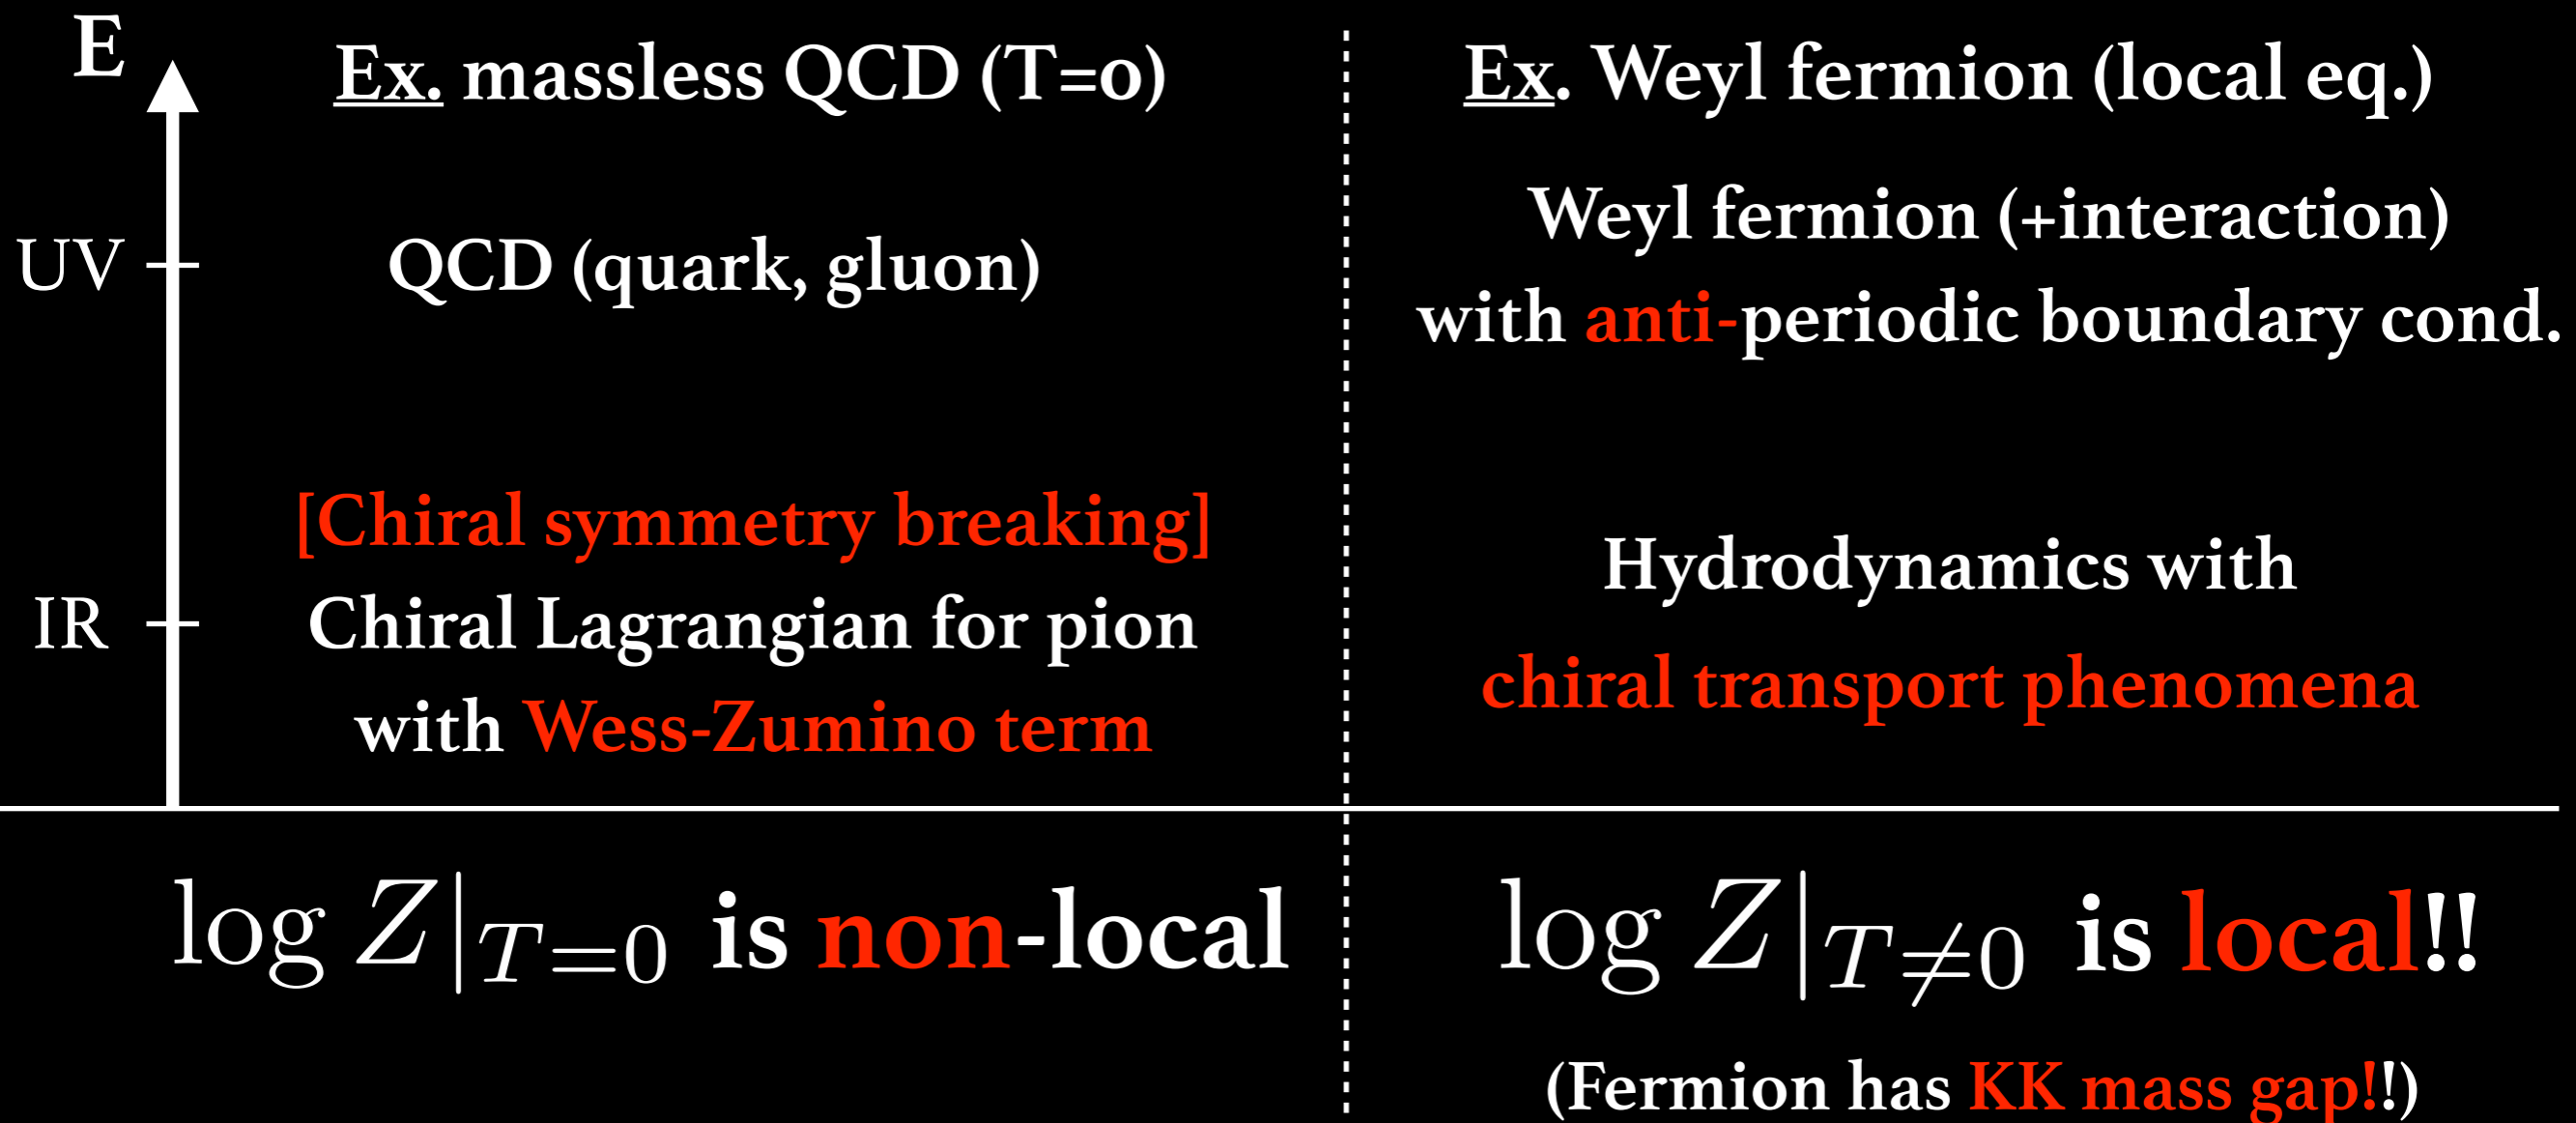 E
Ex. massless QCD (T=0)
UV
QCD (quark, gluon)
[Chiral symmetry breaking]
IR
Chiral Lagrangian for pion
with Wess-Zumino term
log Z|T=0 is non-local
Ex. Weyl fermion (local eq.)
Weyl fermion (+interaction)
with anti-periodic boundary cond.
Hydrodynamics with
chiral transport phenomena
log Z|T≠0 is local!!
(Fermion has KK mass gap!!)